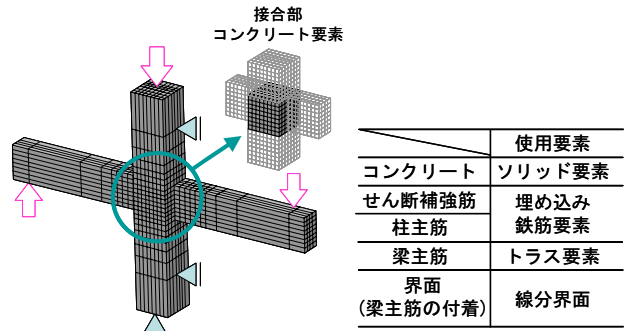 接合部
コンクリート要素
使用要素
コンクリート ソリッド要素
せん断補強筋 埋め込み
柱主筋 鉄筋要素
梁主筋 トラス要素
界面
(梁主筋の付着) 線分界面